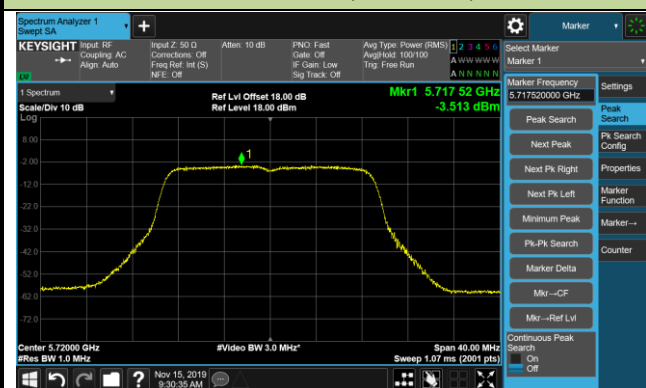 Spectrum Analyzer 1
Swept SA
Marker
KEYSIGHT
Input: RF
Coupling: AC
Align: Auto
Input Z: 50 Ω
Corrections: Off
Freq Ref: Int (S)
NFE: Off
Atten: 10 dB
PNO: Fast
Gate: Off
IF Gain: Low
Sig Track: Off
Avg Type: Power (RMS)
Avg|Hold: 100/100
Trig: Free Run
1 2 3 4 5 6
A W W W W W
A N N N N N
Select Marker
Marker 1
1 Spectrum
Scale/Div 10 dB
Log
Ref Lvl Offset 18.00 dB
Ref Level 18.00 dBm
Mkr1 5.717 52 GHz
-3.513 dBm
8.00
-2.00
-12.0
-22.0
-32.0
-42.0
-52.0
-62.0
-72.0
1
Center 5.72000 GHz
#Res BW 1.0 MHz
#Video BW 3.0 MHz*
Span 40.00 MHz
Sweep 1.07 ms (2001 pts)
Marker Frequency
5.717520000 GHz
Peak Search
Next Peak
Next Pk Right
Next Pk Left
Minimum Peak
Pk-Pk Search
Marker Delta
Mkr→CF
Mkr→Ref Lvl
Continuous Peak
Search
On
Off
Settings
Peak
Search
Pk Search
Config
Properties
Marker
Function
Marker→
Counter
?
Nov 15, 2019
9:30:35 AM